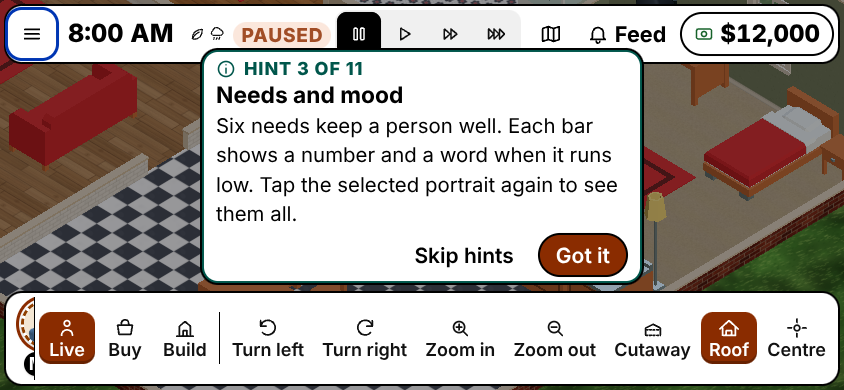 8:00 AM
PAUSED
Feed
$12,000
HINT 3 OF 11
Needs and mood
Six needs keep a person well. Each bar
shows a number and a word when it runs
low. Tap the selected portrait again to see
them all.
Skip hints
Got it
Live
Buy
Build
Turn left
Turn right
Zoom in
Zoom out
Cutaway
Roof
Centre